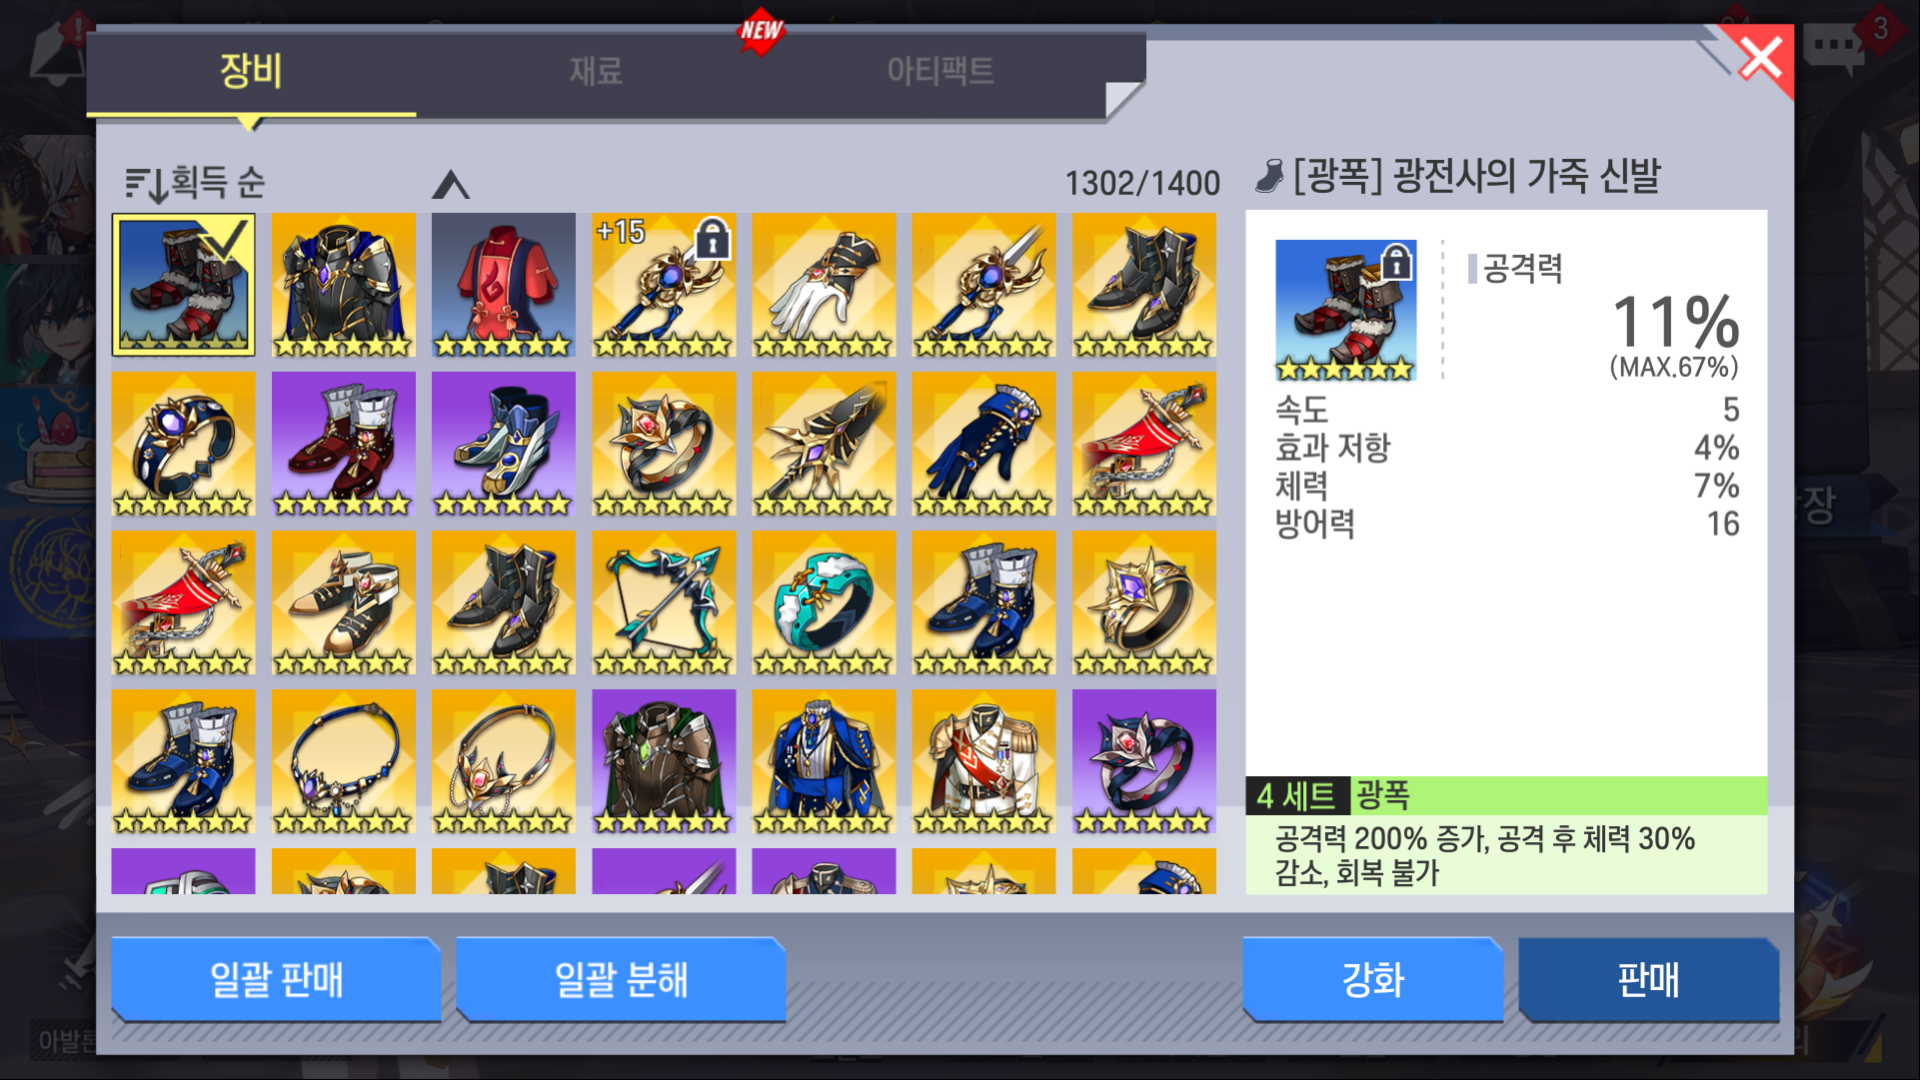 NEW
!
3
장비
재료
아티팩트
획득 순
1302/1400
[광폭] 광전사의 가죽 신발
+15
공격력
11%
(MAX.67%)
속도 5
효과 저항 4%
체력 7%
방어력 16
장
4 세트 광폭
공격력 200% 증가, 공격 후 체력 30%
감소, 회복 불가
일괄 판매
일괄 분해
강화
판매
아발론